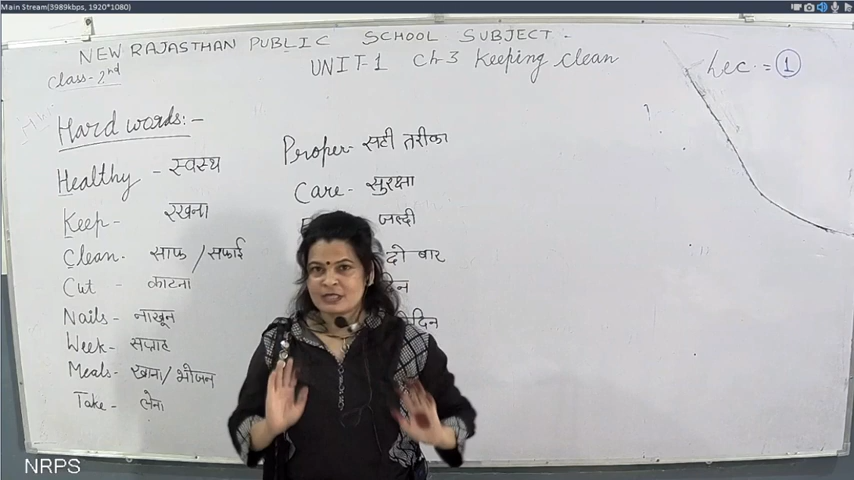 Main Stream(3989kbps, 1920*1080)
NEW RAJASTHAN PUBLIC SCHOOL SUBJECT -
Class-2nd
UNIT-1 Ch-3 Keeping clean
Lec. = 1
Hard words:-
Healthy - स्वस्थ
Keep - रखना
Clean. साफ / सफाई
Cut - काटना
Nails - नाखून
Week - सप्ताह
Meals - खाना / भोजन
Take - लेना
Proper - सही तरीका
Care - सुरक्षा
जल्दी
दो बार
NRPS